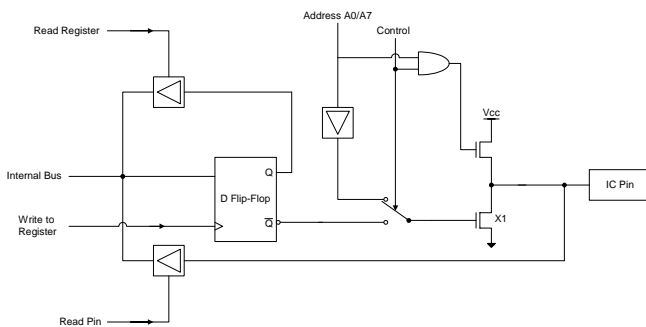 Address A0/A7
Control
Read Register
Vcc
Internal Bus
Q
D Flip-Flop
IC Pin
Write to
Register
Q
X1
Read Pin